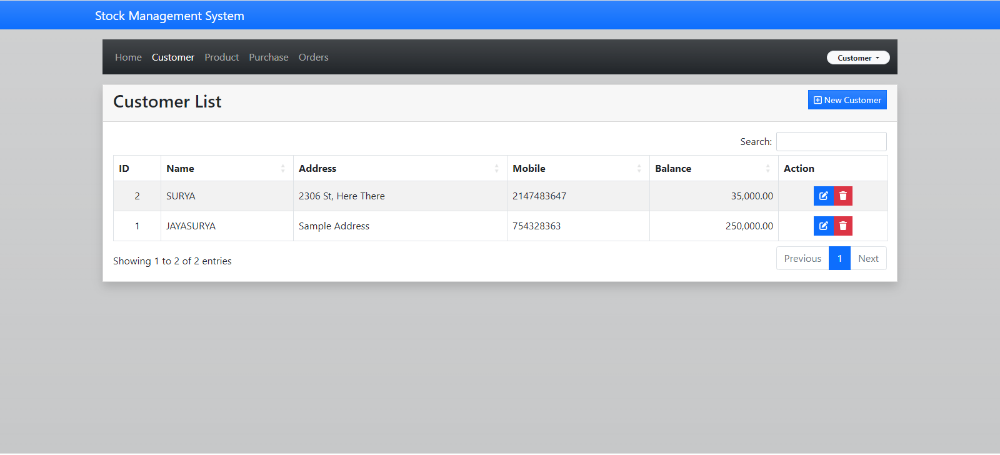 Stock Management System
Home Customer Product Purchase Orders Customer
Customer List New Customer
Search:
ID Name Address Mobile Balance Action
2 SURYA 2306 St, Here There 2147483647 35,000.00
1 JAYASURYA Sample Address 754328363 250,000.00
Showing 1 to 2 of 2 entries Previous 1 Next